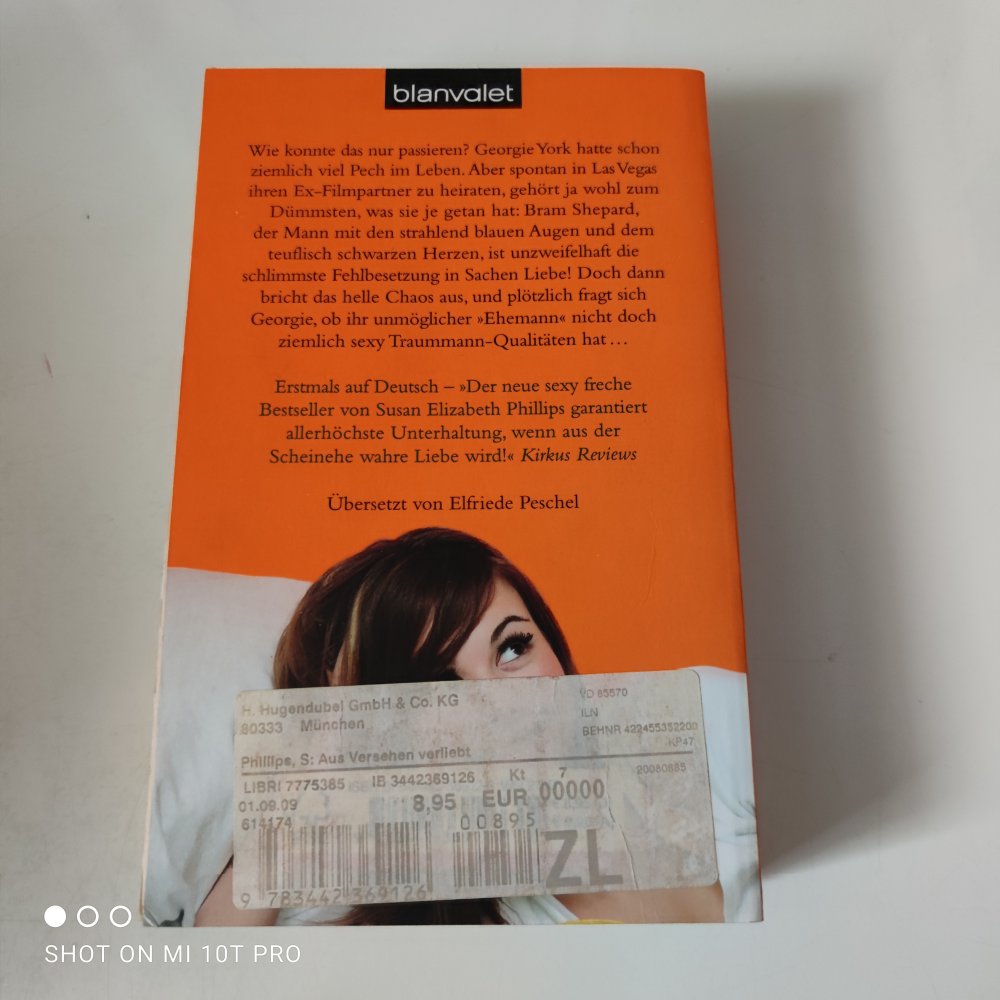 blanvalet
Wie konnte das nur passieren? Georgie York hatte schon
ziemlich viel Pech im Leben. Aber spontan in Las Vegas
ihren Ex-Filmpartner zu heiraten, gehört ja wohl zum
Dümmsten, was sie je getan hat: Bram Shepard,
der Mann mit den strahlend blauen Augen und dem
teuflisch schwarzen Herzen, ist unzweifelhaft die
schlimmste Fehlbesetzung in Sachen Liebe! Doch dann
bricht das helle Chaos aus, und plötzlich fragt sich
Georgie, ob ihr unmöglicher »Ehemann« nicht doch
ziemlich sexy Traummann-Qualitäten hat ...
Erstmals auf Deutsch – »Der neue sexy freche
Bestseller von Susan Elizabeth Phillips garantiert
allerhöchste Unterhaltung, wenn aus der
Scheinehe wahre Liebe wird!« Kirkus Reviews
Übersetzt von Elfriede Peschel
H. Hugendubel GmbH & Co. KG VD 85570
80333 München ILN
BEHNR 422455352200
KP47
Phillips, S: Aus Versehen verliebt
LIBRI 7775385 IB 3442369126 Kt 7 20080885
01.09.09 8,95 EUR 00000
614174 00895
ZL
9 783442 369126
SHOT ON MI 10T PRO